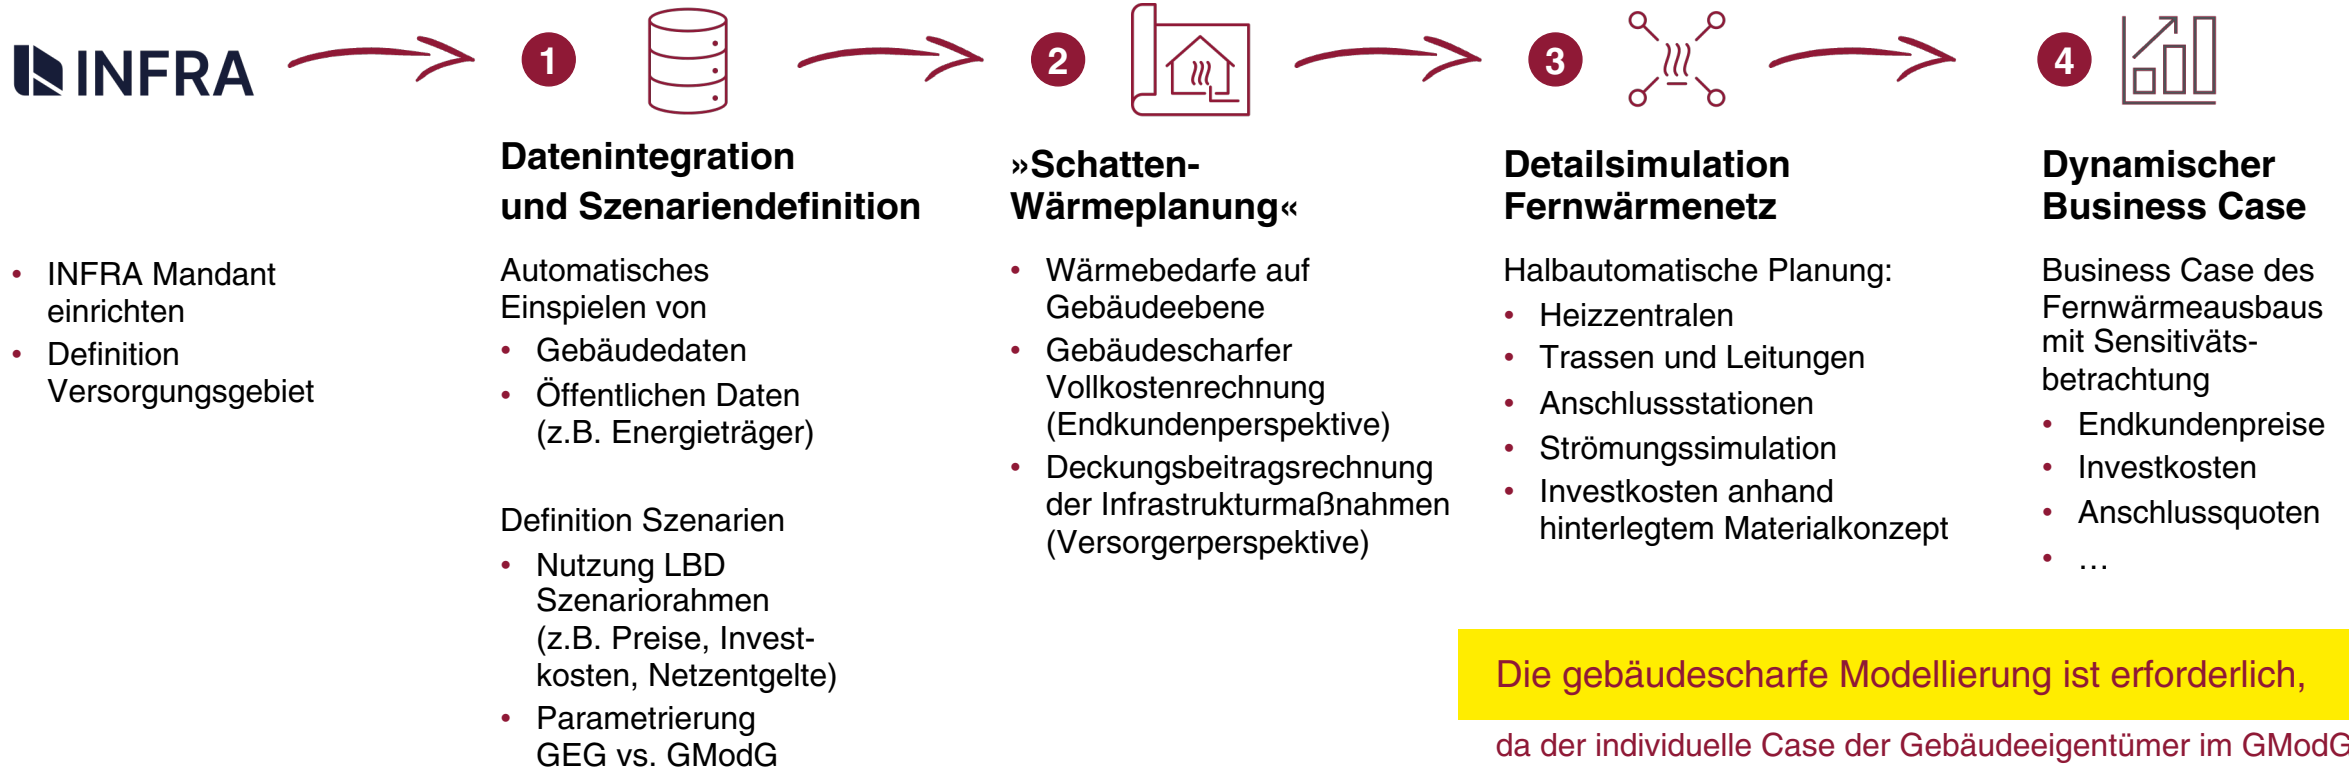 INFRA
• INFRA Mandant
einrichten
• Definition
Versorgungsgebiet
1
Datenintegration
und Szenariendefinition
Automatisches
Einspielen von
• Gebäudedaten
• Öffentlichen Daten
(z.B. Energieträger)
Definition Szenarien
• Nutzung LBD
Szenariorahmen
(z.B. Preise, Invest-
kosten, Netzentgelte)
• Parametrierung
GEG vs. GModG
2
»Schatten-
Wärmeplanung«
• Wärmebedarfe auf
Gebäudeebene
• Gebäudescharfer
Vollkostenrechnung
(Endkundenperspektive)
• Deckungsbeitragsrechnung
der Infrastrukturmaßnahmen
(Versorgerperspektive)
3
Detailsimulation
Fernwärmenetz
Halbautomatische Planung:
• Heizzentralen
• Trassen und Leitungen
• Anschlussstationen
• Strömungssimulation
• Investkosten anhand
hinterlegtem Materialkonzept
4
Dynamischer
Business Case
Business Case des
Fernwärmeausbaus
mit Sensitiväts-
betrachtung
• Endkundenpreise
• Investkosten
• Anschlussquoten
• …
Die gebäudescharfe Modellierung ist erforderlich,
da der individuelle Case der Gebäudeeigentümer im GModG